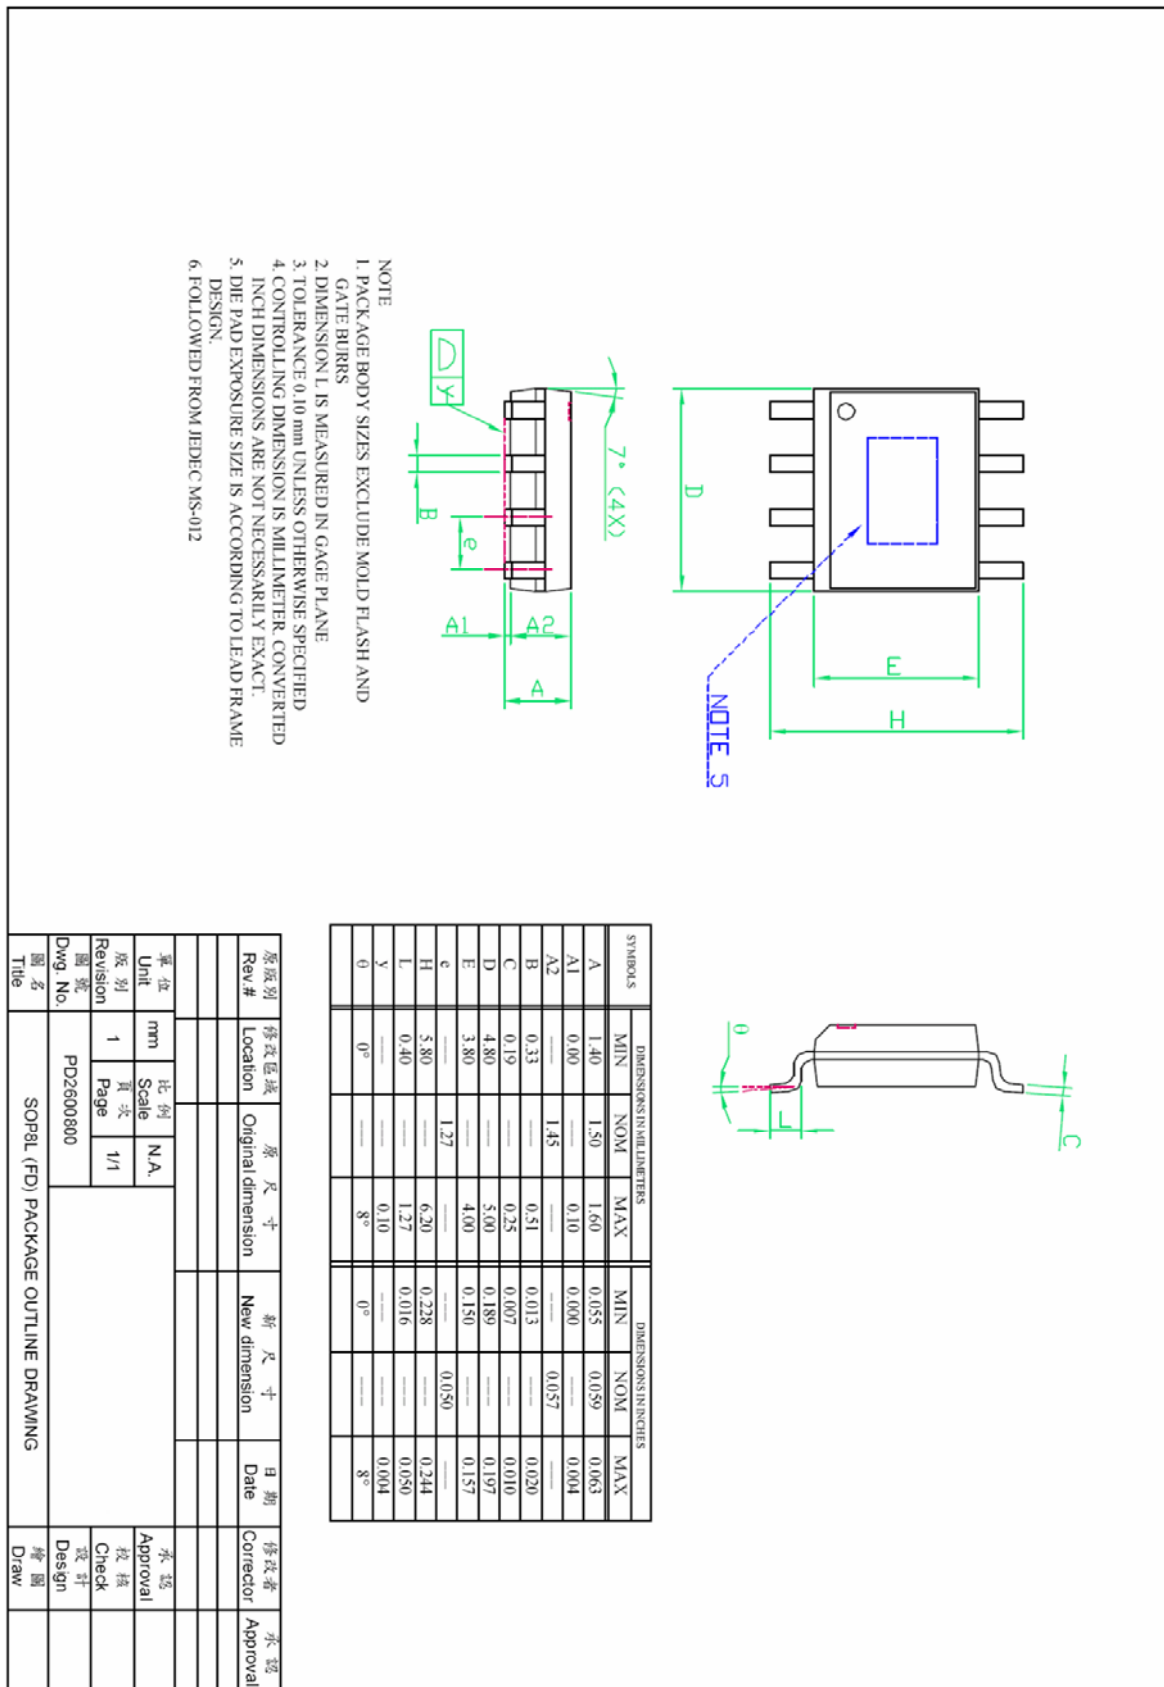 D
E
H
NOTE 5
7° (4X)
y
B
e
A1
A2
A
θ
L
C
NOTE
1. PACKAGE BODY SIZES EXCLUDE MOLD FLASH AND
GATE BURRS
2. DIMENSION L IS MEASURED IN GAGE PLANE
3. TOLERANCE 0.10 mm UNLESS OTHERWISE SPECIFIED
4. CONTROLLING DIMENSION IS MILLIMETER. CONVERTED
INCH DIMENSIONS ARE NOT NECESSARILY EXACT.
5. DIE PAD EXPOSURE SIZE IS ACCORDING TO LEAD FRAME
DESIGN.
6. FOLLOWED FROM JEDEC MS-012
SYMBOLS DIMENSIONS IN MILLIMETERS DIMENSIONS IN INCHES
MIN NOM MAX MIN NOM MAX
A 1.40 1.50 1.60 0.055 0.059 0.063
A1 0.00 ---- 0.10 0.000 ---- 0.004
A2 ---- 1.45 ---- ---- 0.057 ----
B 0.33 ---- 0.51 0.013 ---- 0.020
C 0.19 ---- 0.25 0.007 ---- 0.010
D 4.80 ---- 5.00 0.189 ---- 0.197
E 3.80 ---- 4.00 0.150 ---- 0.157
e ---- 1.27 ---- ---- 0.050 ----
H 5.80 ---- 6.20 0.228 ---- 0.244
L 0.40 ---- 1.27 0.016 ---- 0.050
y ---- ---- 0.10 ---- ---- 0.004
θ 0° ---- 8° 0° ---- 8°
原版別 修改區域 原 尺 寸 新 尺 寸 日 期 修改者 承 認
Rev.# Location Original dimension New dimension Date Corrector Approval
單 位 比 例 承 認
Unit mm Scale N.A. Approval
版 別 頁 次 校 核
Revision 1 Page 1/1 Check
圖 號 設 計
Dwg. No. PD2600800 Design
圖 名 繪 圖
Title SOP8L (FD) PACKAGE OUTLINE DRAWING Draw